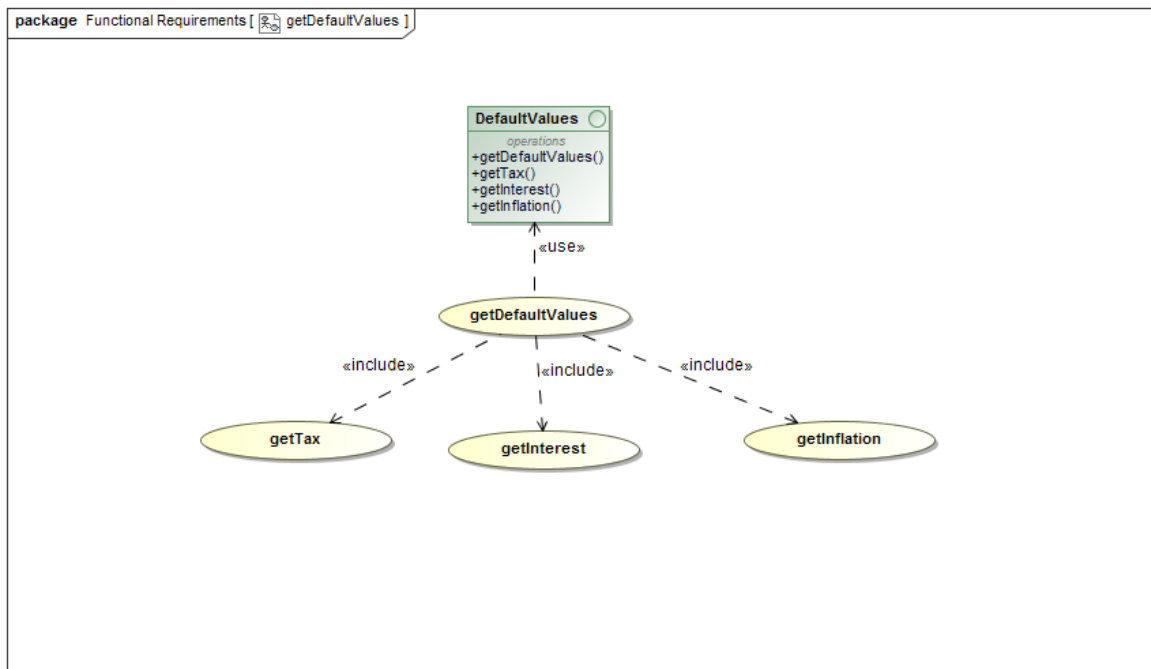 package Functional Requirements [ getDefaultValues ]
DefaultValues
operations
+getDefaultValues()
+getTax()
+getInterest()
+getInflation()
«use»
getDefaultValues
«include» «include» «include»
getTax getInterest getInflation